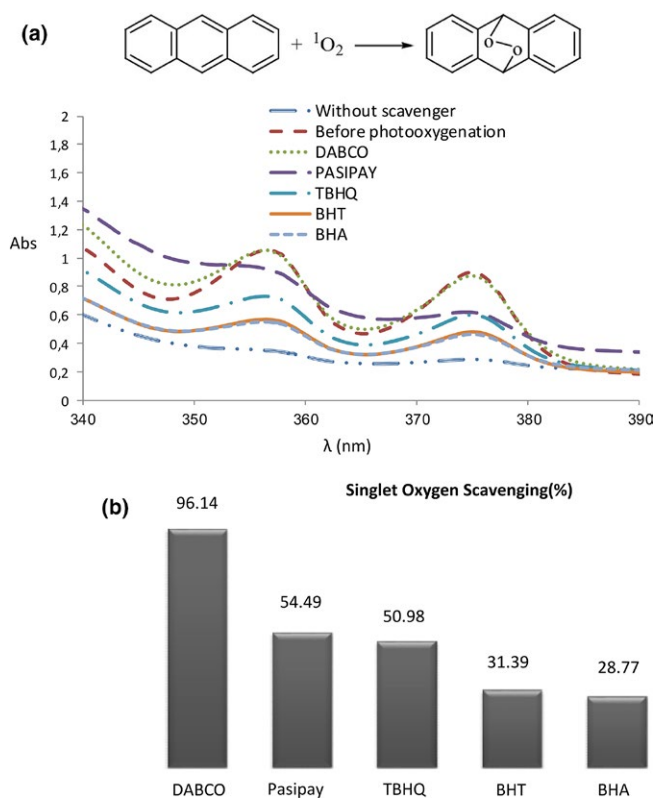 (a)
+ ¹O₂
O
O
Without scavenger
Before photooxygenation
DABCO
PASIPAY
TBHQ
BHT
BHA
Abs
2
1,8
1,6
1,4
1,2
1
0,8
0,6
0,4
0,2
0
340 350 360 370 380 390
λ (nm)
(b)
Singlet Oxygen Scavenging(%)
96.14
54.49
50.98
31.39
28.77
DABCO Pasipay TBHQ BHT BHA